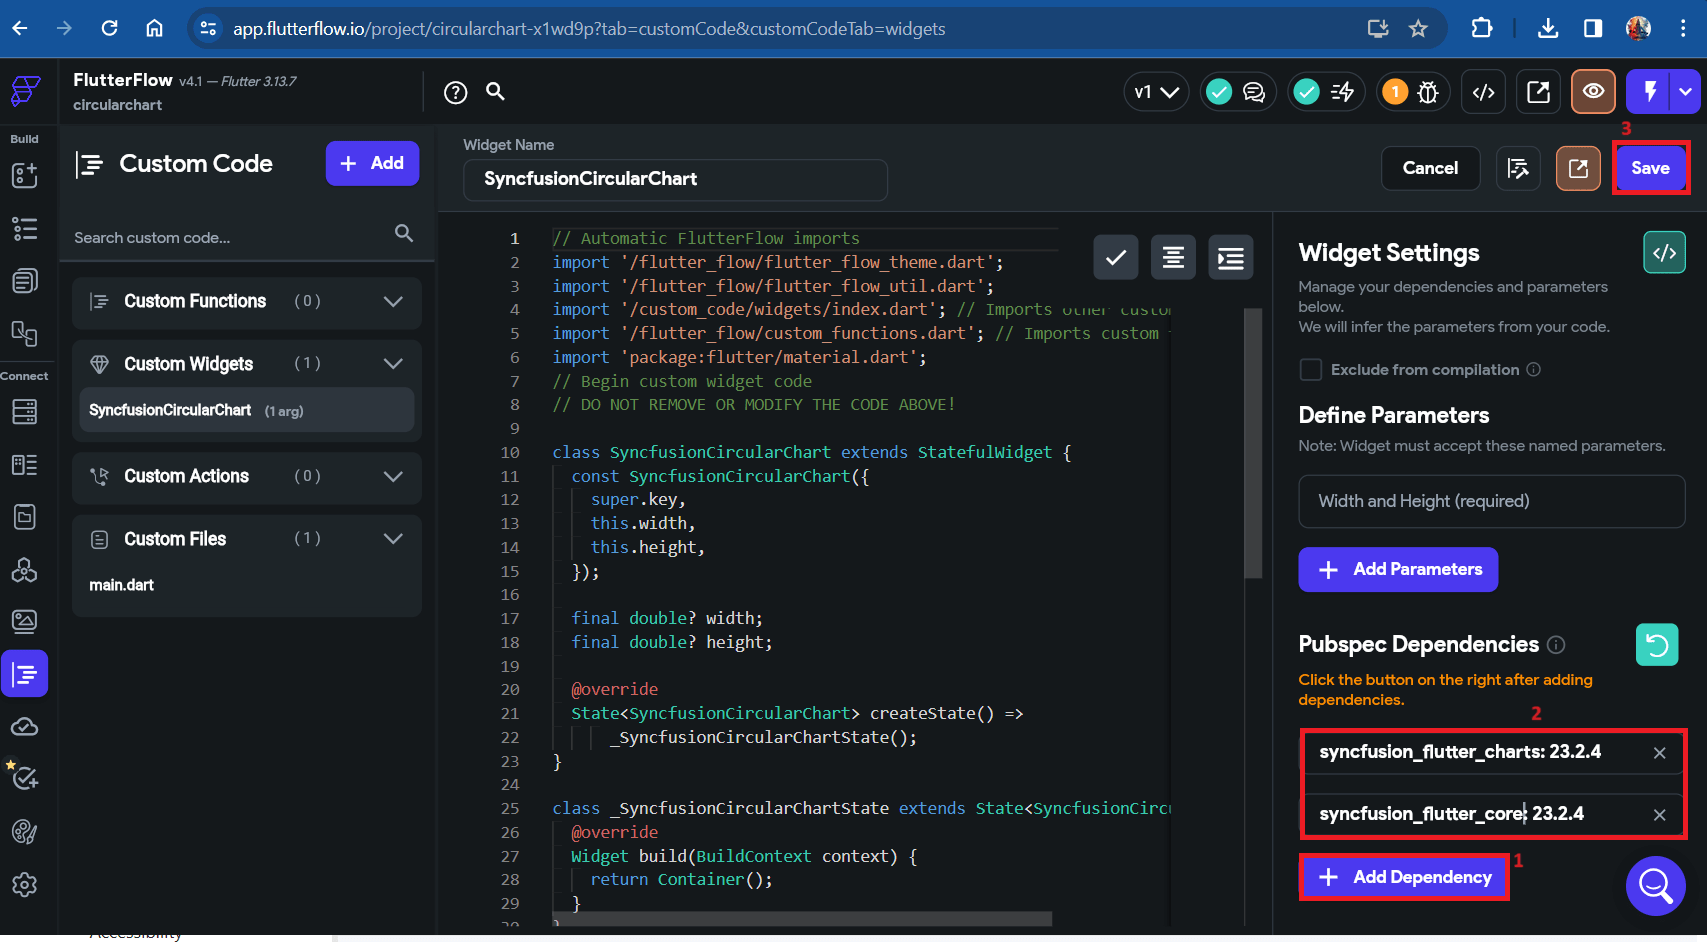 app.flutterflow.io/project/circularchart-x1wd9p?tab=customCode&customCodeTab=widgets
FlutterFlow v4.1 — Flutter 3.13.7
circularchart
v1
1
Build
Connect
Custom Code
+ Add
Search custom code...
Custom Functions (0)
Custom Widgets (1)
SyncfusionCircularChart (1 arg)
Custom Actions (0)
Custom Files (1)
main.dart
Widget Name
SyncfusionCircularChart
Cancel
3
Save
1 // Automatic FlutterFlow imports
2 import '/flutter_flow/flutter_flow_theme.dart';
3 import '/flutter_flow/flutter_flow_util.dart';
4 import '/custom_code/widgets/index.dart'; // Imports other custom
5 import '/flutter_flow/custom_functions.dart'; // Imports custom
6 import 'package:flutter/material.dart';
7 // Begin custom widget code
8 // DO NOT REMOVE OR MODIFY THE CODE ABOVE!
9
10 class SyncfusionCircularChart extends StatefulWidget {
11 const SyncfusionCircularChart({
12 super.key,
13 this.width,
14 this.height,
15 });
16
17 final double? width;
18 final double? height;
19
20 @override
21 State<SyncfusionCircularChart> createState() =>
22 _SyncfusionCircularChartState();
23 }
24
25 class _SyncfusionCircularChartState extends State<SyncfusionCircu
26 @override
27 Widget build(BuildContext context) {
28 return Container();
29 }
30 }
Widget Settings
Manage your dependencies and parameters
below.
We will infer the parameters from your code.
Exclude from compilation
Define Parameters
Note: Widget must accept these named parameters.
Width and Height (required)
+ Add Parameters
Pubspec Dependencies
Click the button on the right after adding
dependencies.
2
syncfusion_flutter_charts: 23.2.4
syncfusion_flutter_core: 23.2.4
+ Add Dependency
1
Accessibility